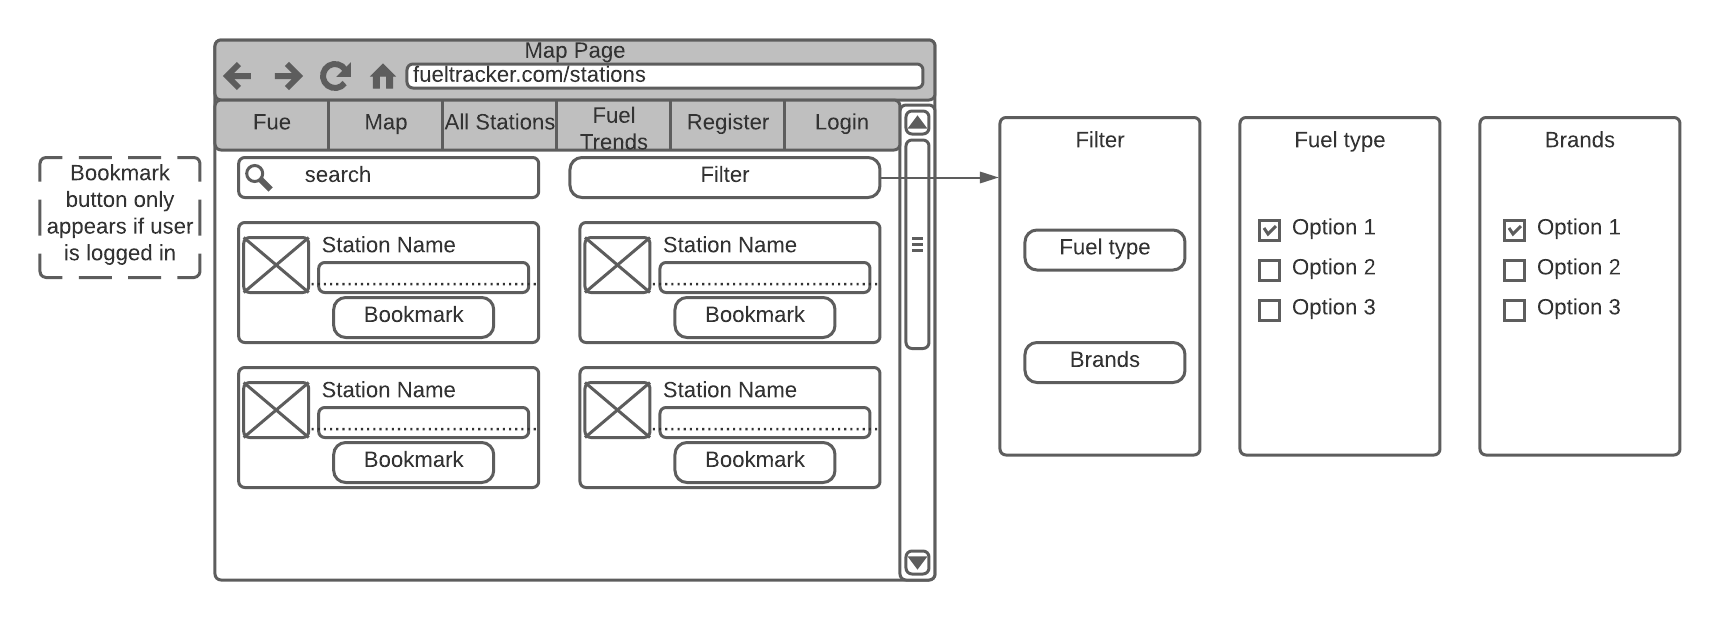 Map Page
fueltracker.com/stations
Fue
Map
All Stations
Fuel
Trends
Register
Login
Bookmark
button only
appears if user
is logged in
search
Filter
Station Name
Bookmark
Station Name
Bookmark
Station Name
Bookmark
Station Name
Bookmark
Filter
Fuel type
Brands
Fuel type
Option 1
Option 2
Option 3
Brands
Option 1
Option 2
Option 3